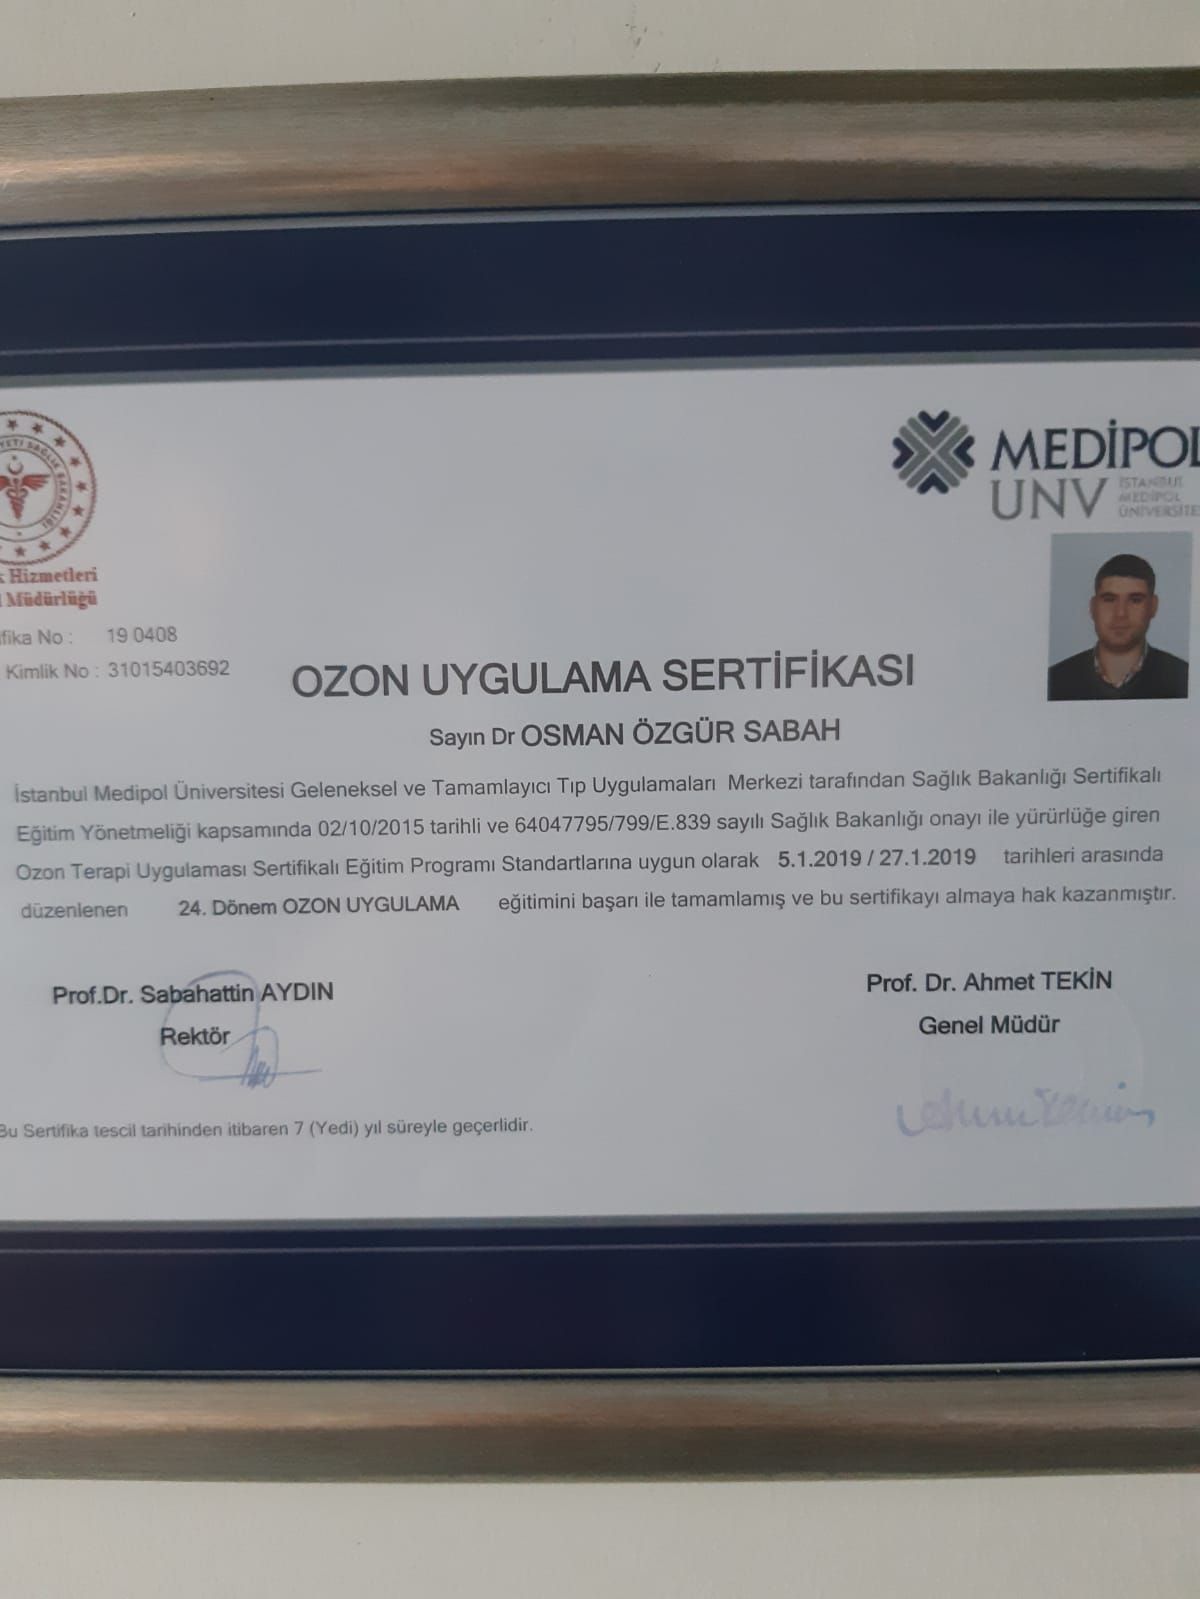 MEDİPOL
UNV
İSTANBUL
MEDİPOL
ÜNİVERSİTE
Hizmetleri
Müdürlüğü
No : 19 0408
Kimlik No : 31015403692
OZON UYGULAMA SERTİFİKASI
Sayın Dr OSMAN ÖZGÜR SABAH
İstanbul Medipol Üniversitesi Geleneksel ve Tamamlayıcı Tıp Uygulamaları Merkezi tarafından Sağlık Bakanlığı Sertifikalı
Eğitim Yönetmeliği kapsamında 02/10/2015 tarihli ve 64047795/799/E.839 sayılı Sağlık Bakanlığı onayı ile yürürlüğe giren
Ozon Terapi Uygulaması Sertifikalı Eğitim Programı Standartlarına uygun olarak 5.1.2019 / 27.1.2019 tarihleri arasında
düzenlenen 24. Dönem OZON UYGULAMA eğitimini başarı ile tamamlamış ve bu sertifikayı almaya hak kazanmıştır.
Prof.Dr. Sabahattin AYDIN
Rektör
Prof. Dr. Ahmet TEKİN
Genel Müdür
Bu Sertifika tescil tarihinden itibaren 7 (Yedi) yıl süreyle geçerlidir.